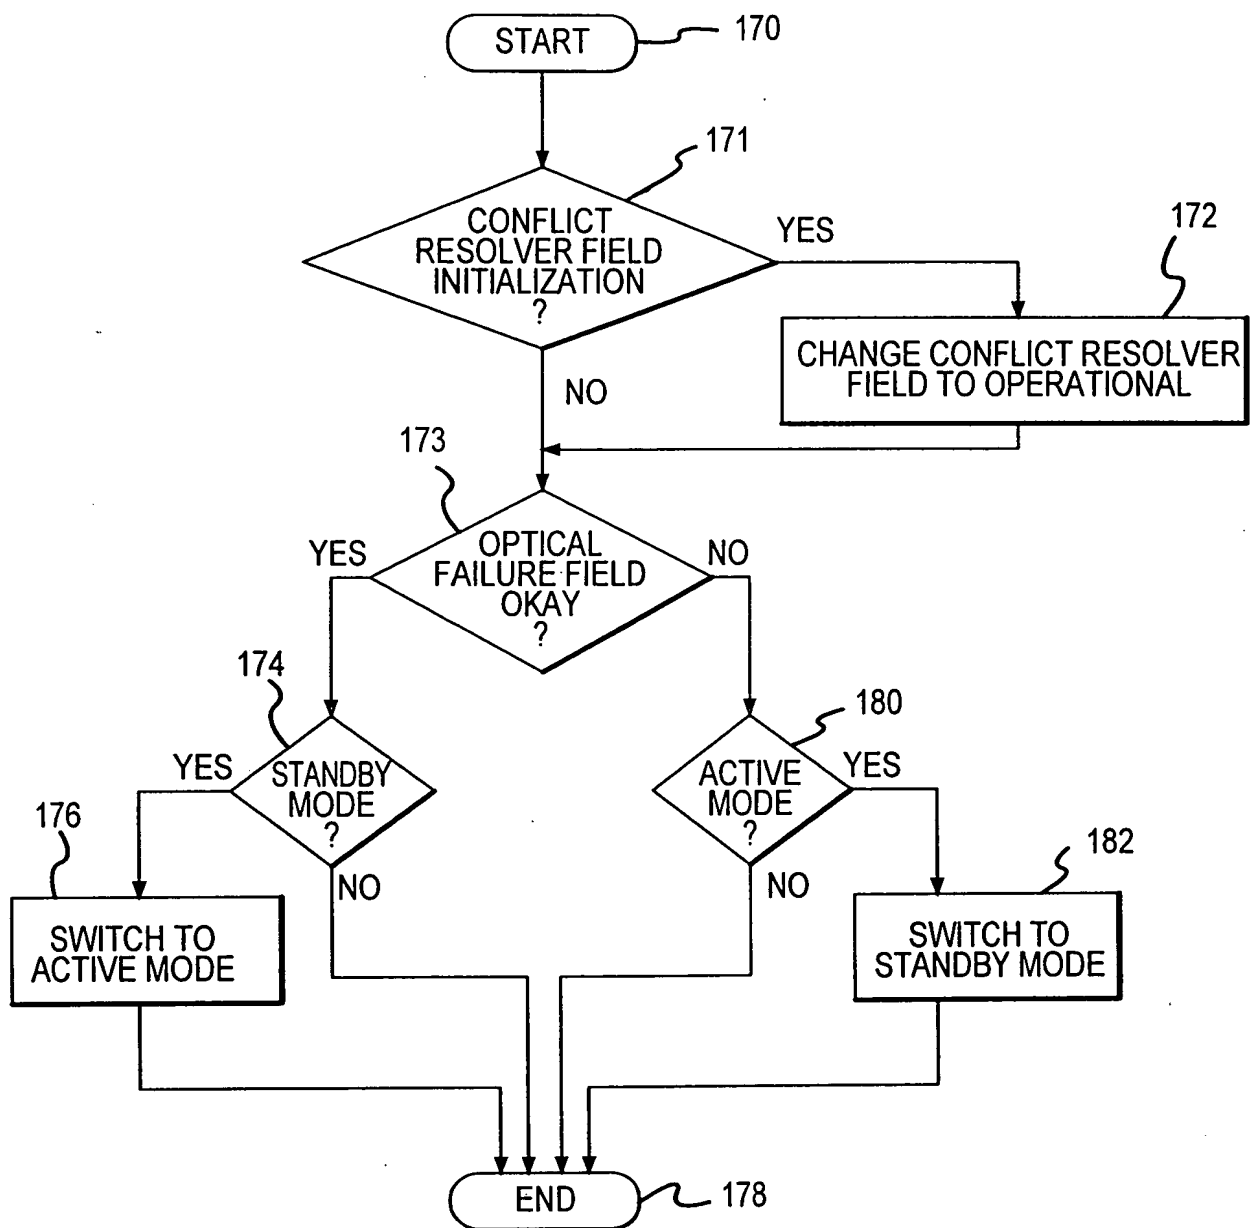 START
170
171
CONFLICT
RESOLVER FIELD
INITIALIZATION
?
YES
172
CHANGE CONFLICT RESOLVER
FIELD TO OPERATIONAL
NO
173
YES
OPTICAL
FAILURE FIELD
OKAY
?
NO
174
YES
STANDBY
MODE
?
NO
180
ACTIVE
MODE
?
YES
NO
176
SWITCH TO
ACTIVE MODE
182
SWITCH TO
STANDBY MODE
END
178